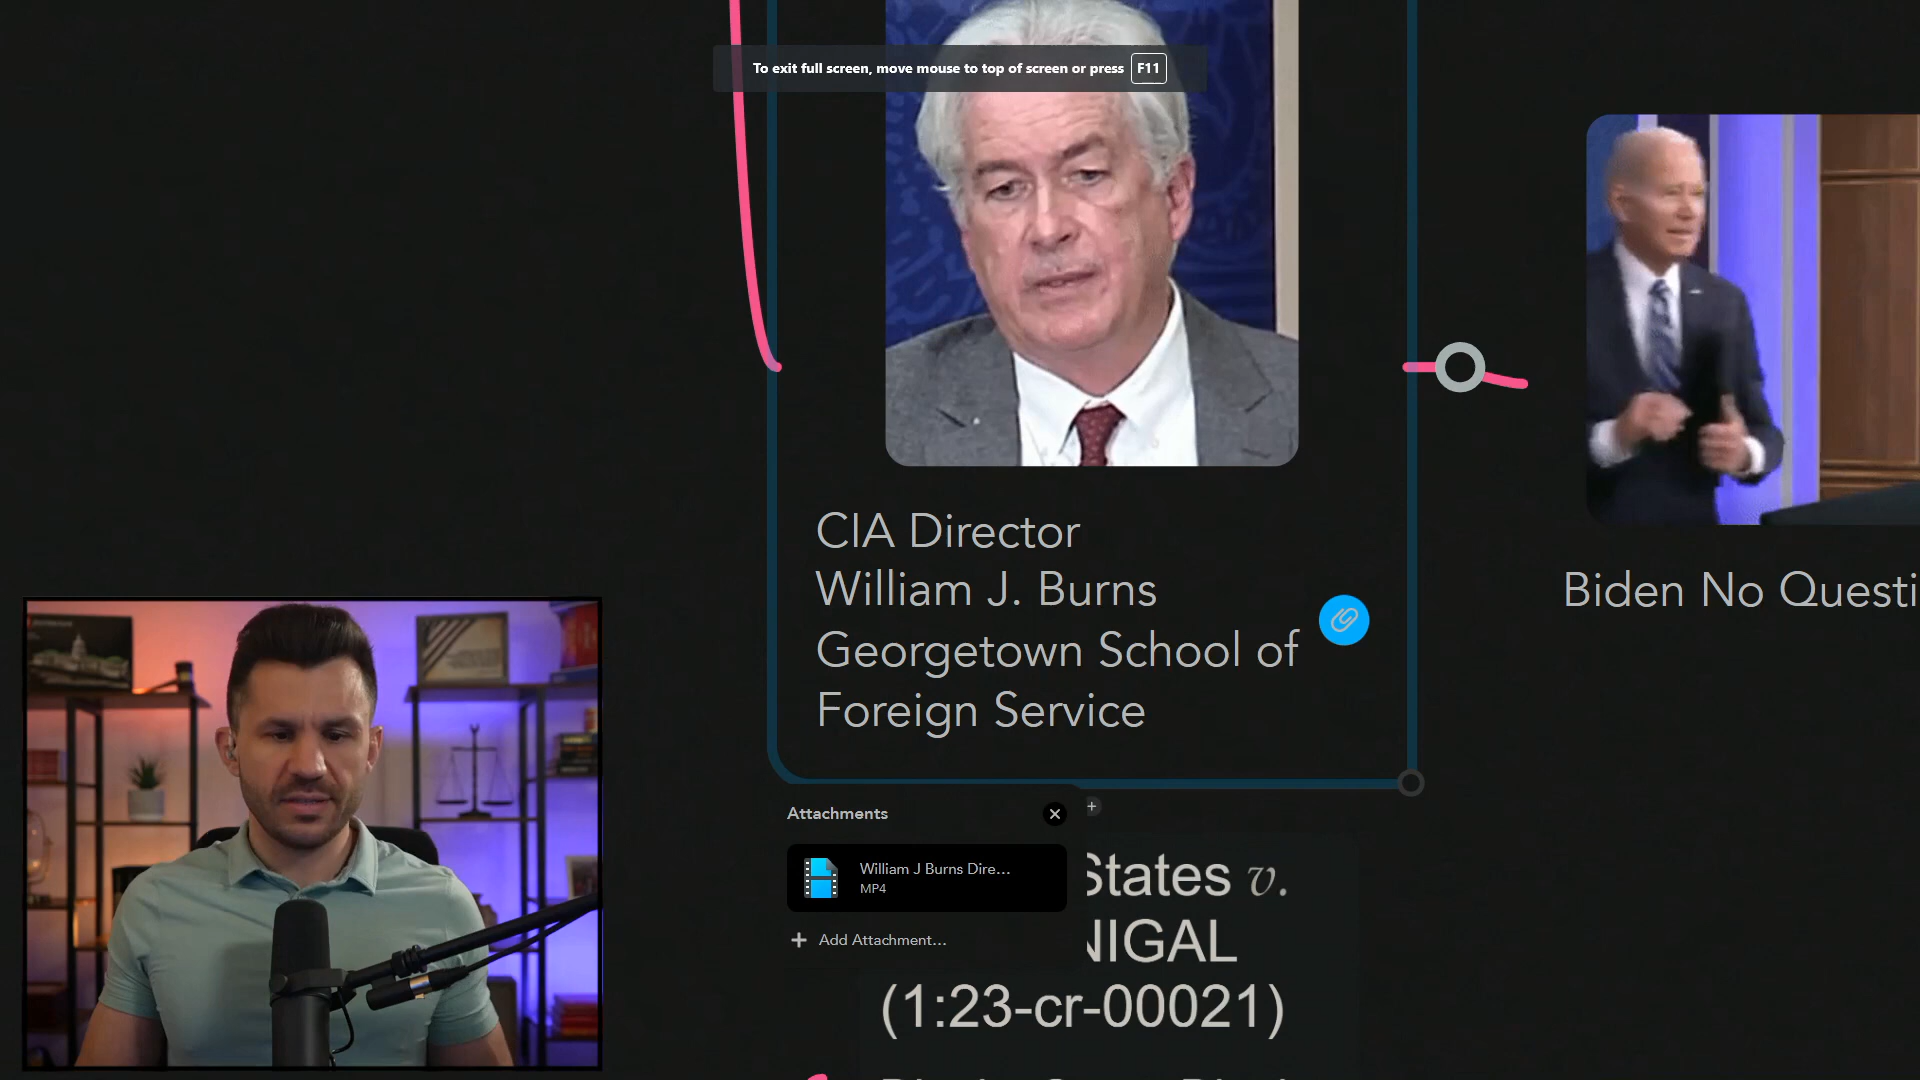 To exit full screen, move mouse to top of screen or press F11
CIA Director
William J. Burns
Georgetown School of
Foreign Service
Biden No Questi
Attachments
William J Burns Dire...
MP4
Add Attachment...
States v.
NIGAL
(1:23-cr-00021)